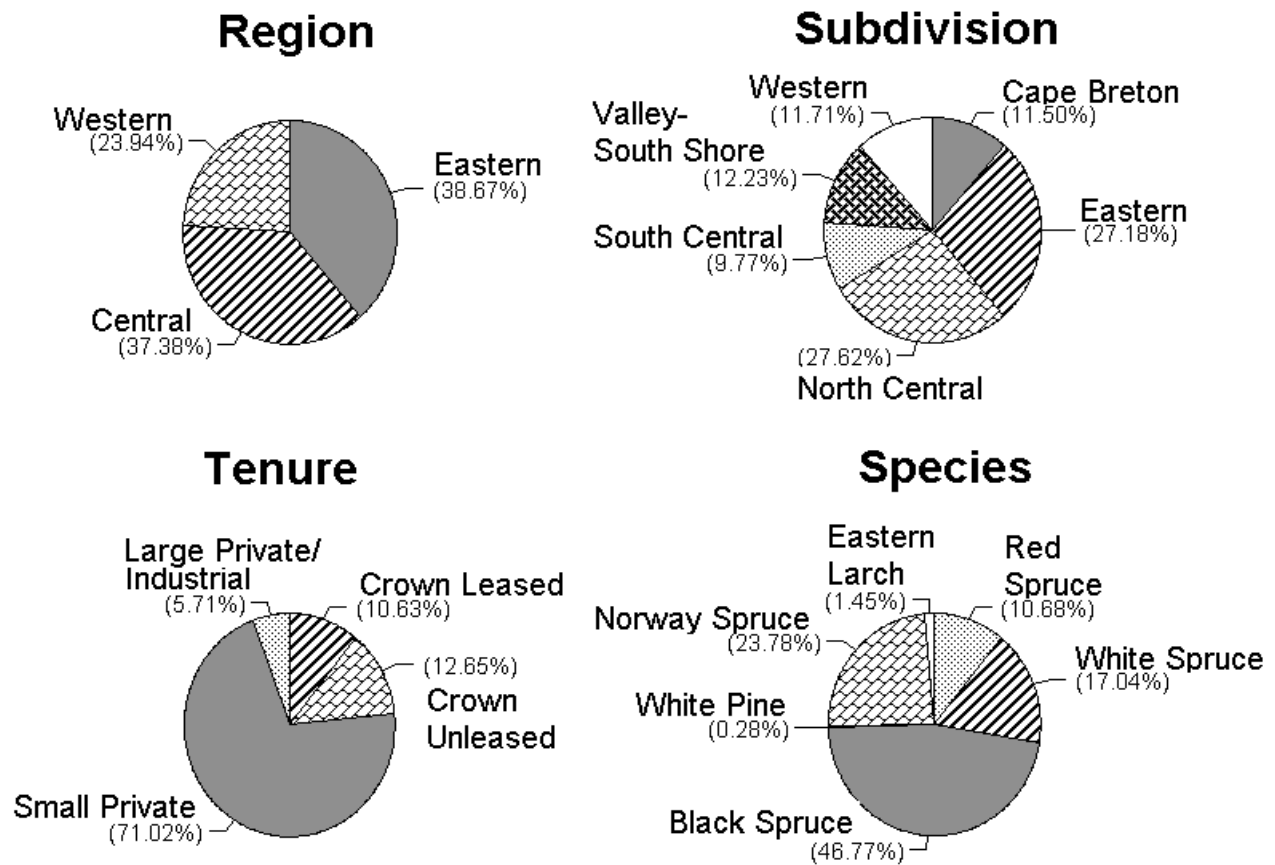 Region
Western
(23.94%)
Eastern
(38.67%)
Central
(37.38%)
Subdivision
Western
(11.71%)
Cape Breton
(11.50%)
Valley-
South Shore
(12.23%)
Eastern
(27.18%)
South Central
(9.77%)
(27.62%)
North Central
Tenure
Large Private/
Industrial
(5.71%)
Crown Leased
(10.63%)
(12.65%)
Crown
Unleased
Small Private
(71.02%)
Species
Eastern
Larch
(1.45%)
Red
Spruce
(10.68%)
Norway Spruce
(23.78%)
White Spruce
(17.04%)
White Pine
(0.28%)
Black Spruce
(46.77%)